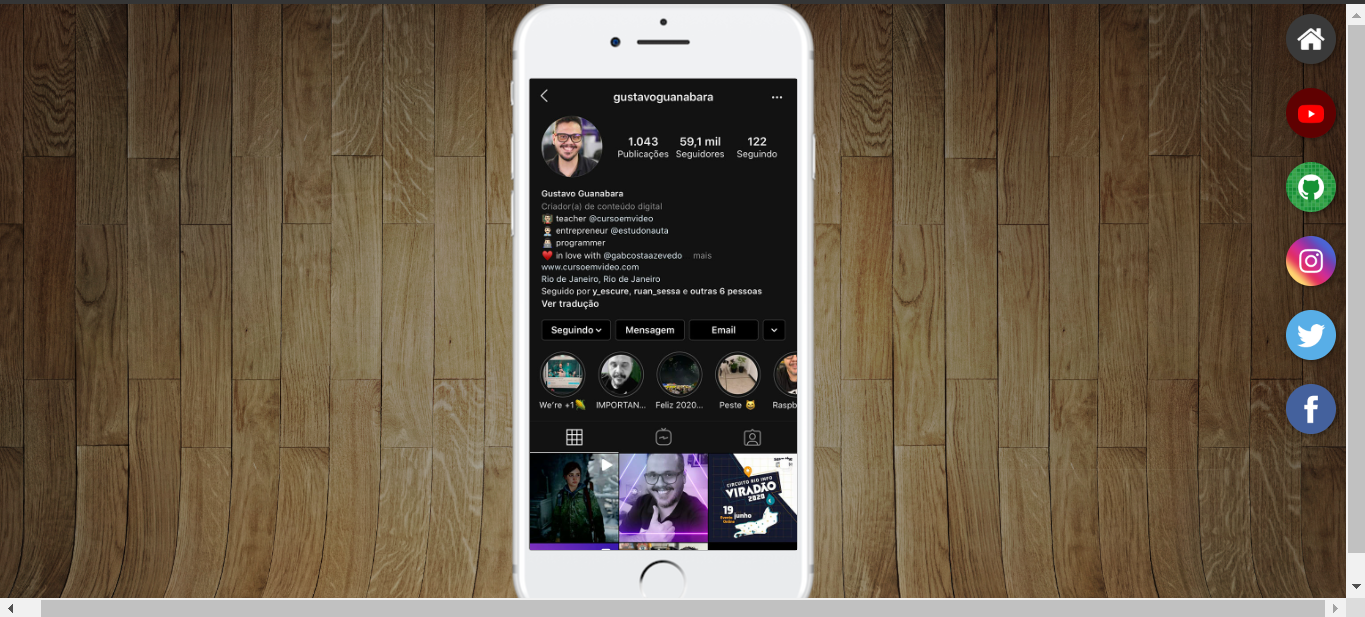 gustavoguanabara
1.043 59,1 mil 122
Publicações Seguidores Seguindo
Gustavo Guanabara
Criador(a) de conteúdo digital
teacher @cursoemvideo
entrepreneur @estudonauta
programmer
in love with @gabcostaazevedo mais
www.cursoemvideo.com
Rio de Janeiro, Rio de Janeiro
Seguido por y_escure, ruan_sessa e outras 6 pessoas
Ver tradução
Seguindo Mensagem Email
We're +1 IMPORTAN... Feliz 2020... Peste Raspb
CIRCUITO RIO INFO
VIRADÃO
2020
19 junho